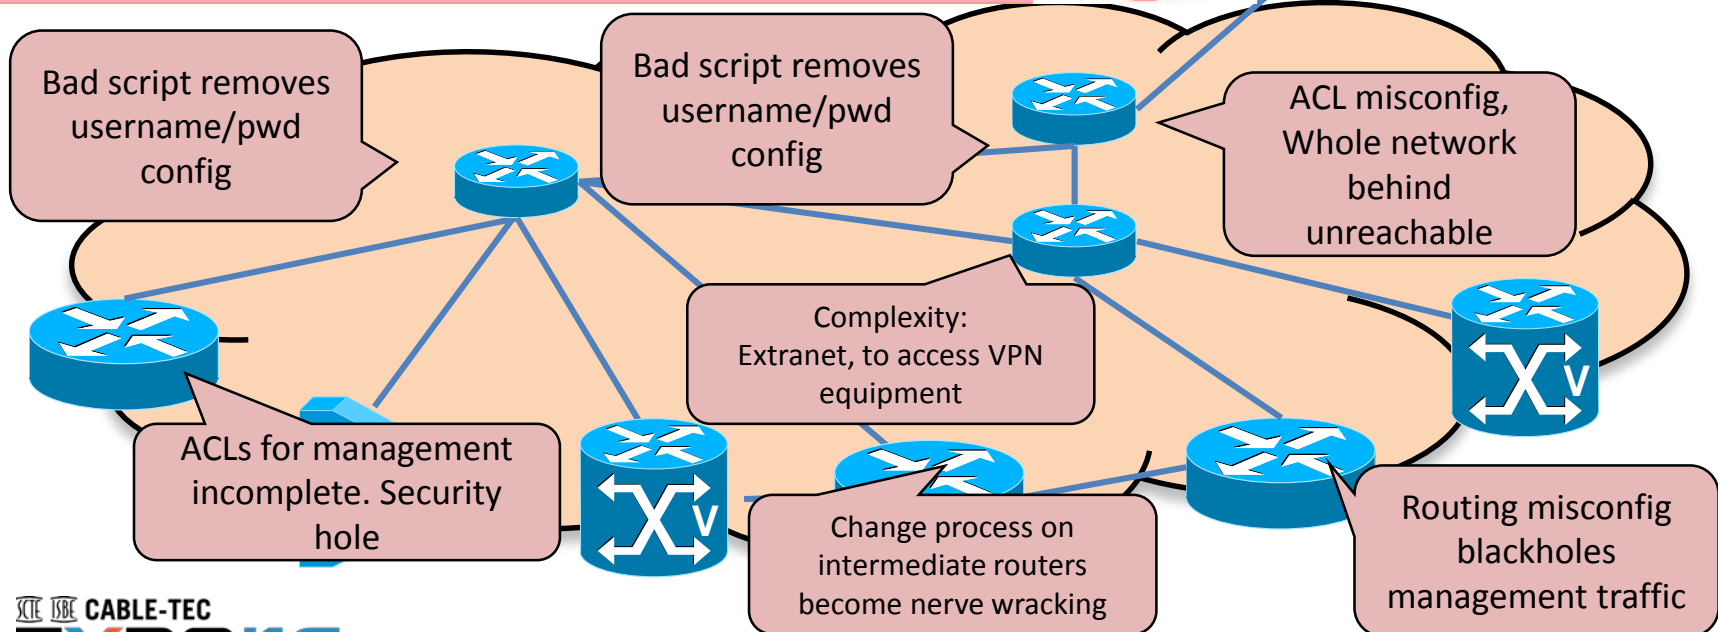 Bad script removes
username/pwd
config
Bad script removes
username/pwd
config
ACL misconfig,
Whole network
behind
unreachable
Complexity:
Extranet, to access VPN
equipment
ACLs for management
incomplete. Security
hole
V
V
Change process on
intermediate routers
become nerve wracking
Routing misconfig
blackholes
management traffic
SCTE ISBE CABLE-TEC